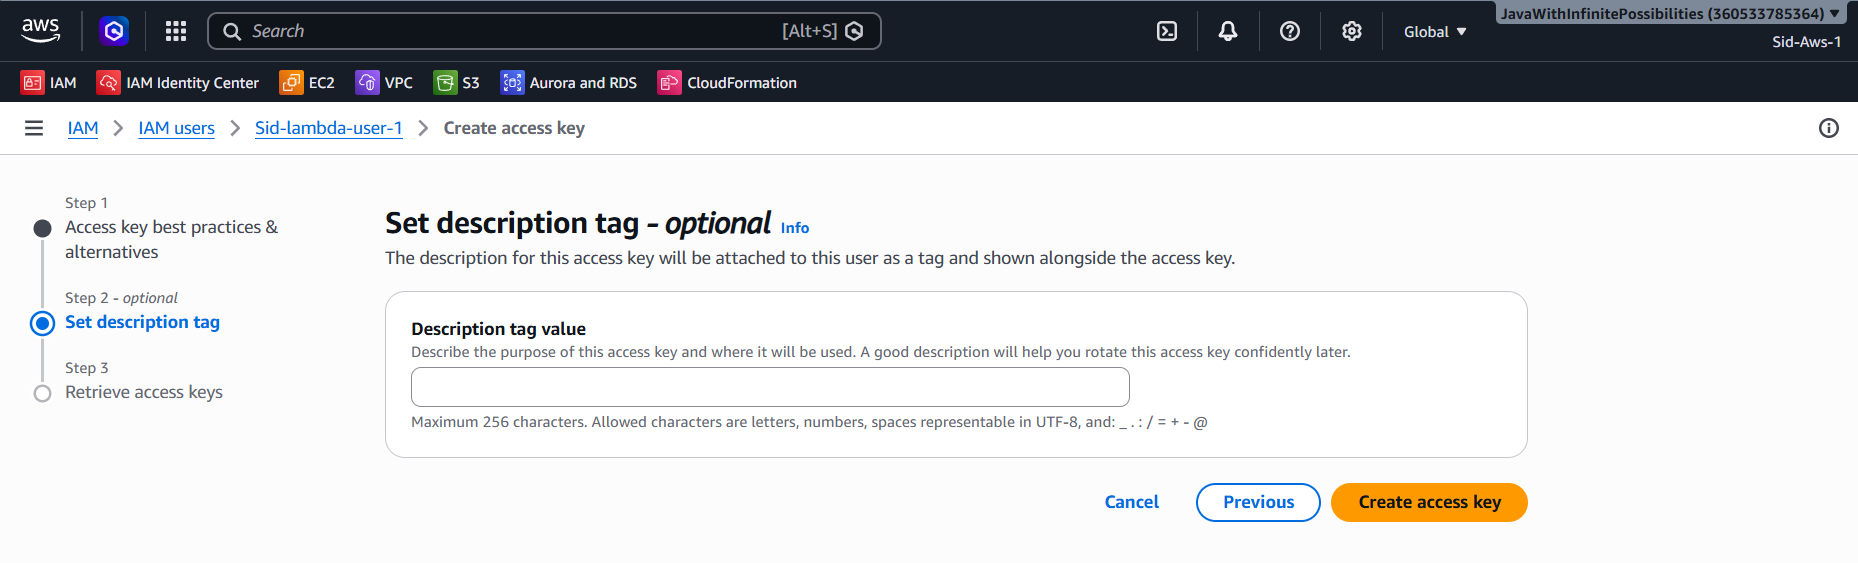 aws
Search
[Alt+S]
Global
JavaWithInfinitePossibilities (360533785364)
Sid-Aws-1
IAM
IAM Identity Center
EC2
VPC
S3
Aurora and RDS
CloudFormation
IAM
IAM users
Sid-lambda-user-1
Create access key
Step 1
Access key best practices &
alternatives
Step 2 - optional
Set description tag
Step 3
Retrieve access keys
Set description tag - optional Info
The description for this access key will be attached to this user as a tag and shown alongside the access key.
Description tag value
Describe the purpose of this access key and where it will be used. A good description will help you rotate this access key confidently later.
Maximum 256 characters. Allowed characters are letters, numbers, spaces representable in UTF-8, and: _ . : / = + - @
Cancel
Previous
Create access key